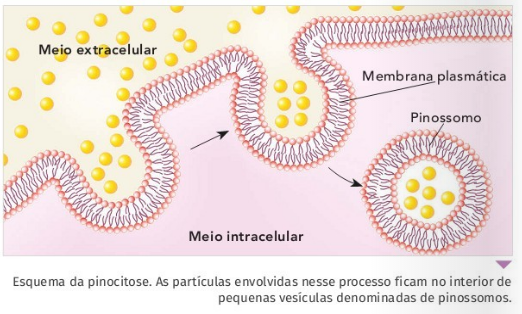 Meio extracelular
Membrana plasmática
Pinossomo
Meio intracelular
Esquema da pinocitose. As partículas envolvidas nesse processo ficam no interior de
pequenas vesículas denominadas de pinossomos.